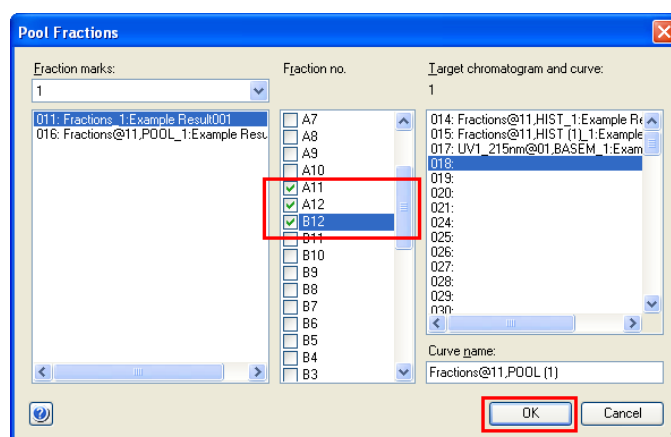 Pool Fractions
Fraction marks:
1
011: Fractions_1:Example Result001
016: Fractions@11,POOL_1:Example Resu
Fraction no.
A7
A8
A9
A10
A11
A12
B12
B11
B10
B9
B8
B7
B6
B5
B4
B3
Target chromatogram and curve:
1
014: Fractions@11,HIST_1:Example Re
015: Fractions@11,HIST (1)_1:Example
017: UV1_215nm@01,BASEM_1:Exam
018:
019:
020:
021:
024:
025:
026:
027:
028:
029:
030:
Curve name:
Fractions@11,POOL (1)
OK
Cancel